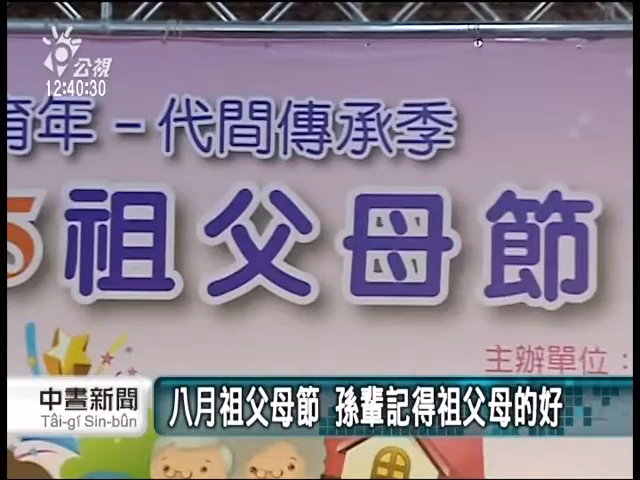 公視
12:40:30
育年－代間傳承季
5祖父母節
主辦單位：
中晝新聞
Tâi-gí Sin-bûn
八月祖父母節 孫輩記得祖父母的好